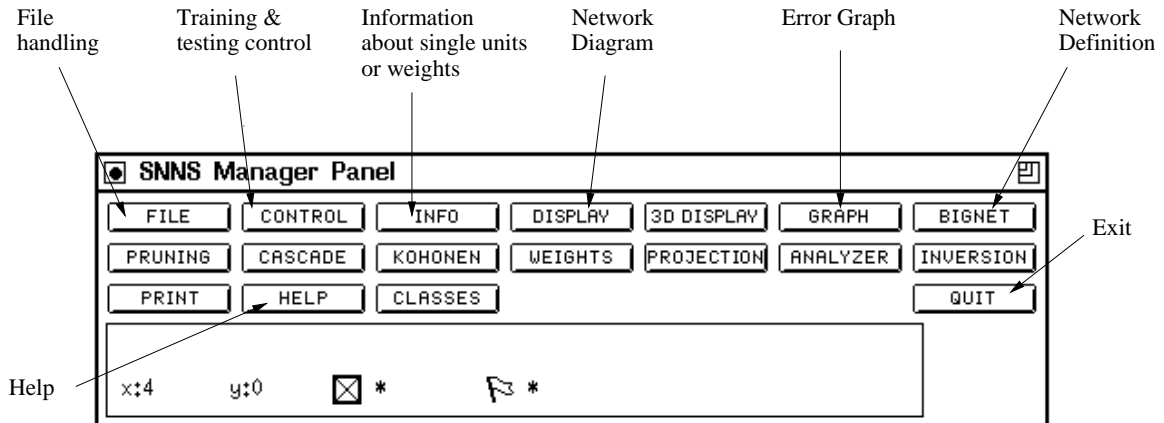 File
handling
Training &
testing control
Information
about single units
or weights
Network
Diagram
Error Graph
Network
Definition
SNNS Manager Panel
FILE CONTROL INFO DISPLAY 3D DISPLAY GRAPH BIGNET
Exit
PRUNING CASCADE KOHONEN WEIGHTS PROJECTION ANALYZER INVERSION
PRINT HELP CLASSES QUIT
Help
x:4 y:0 * *